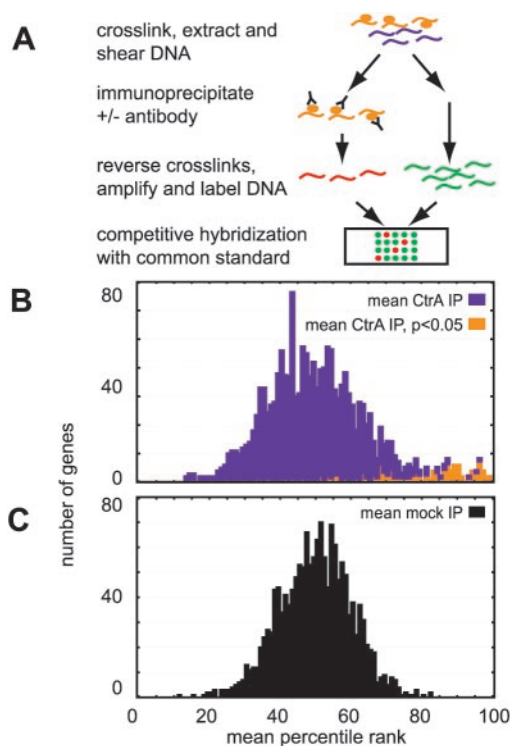 A
crosslink, extract and
shear DNA
immunoprecipitate
+/- antibody
reverse crosslinks,
amplify and label DNA
competitive hybridization
with common standard
B
80
40
0
mean CtrA IP
mean CtrA IP, p<0.05
C
80
40
0
mean mock IP
number of genes
0 20 40 60 80 100
mean percentile rank